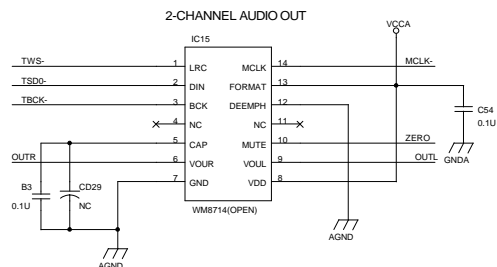 2-CHANNEL AUDIO OUT
VCCA
IC15
TWS- 1 LRC MCLK 14 MCLK-
TSD0- 2 DIN FORMAT 13
TBCK- 3 BCK DEEMPH 12
4 NC NC 11
5 CAP MUTE 10 ZERO
OUTR 6 VOUR VOUL 9 OUTL
7 GND VDD 8
C54
0.1U
GNDA
B3
0.1U
CD29
NC
WM8714(OPEN)
AGND
AGND